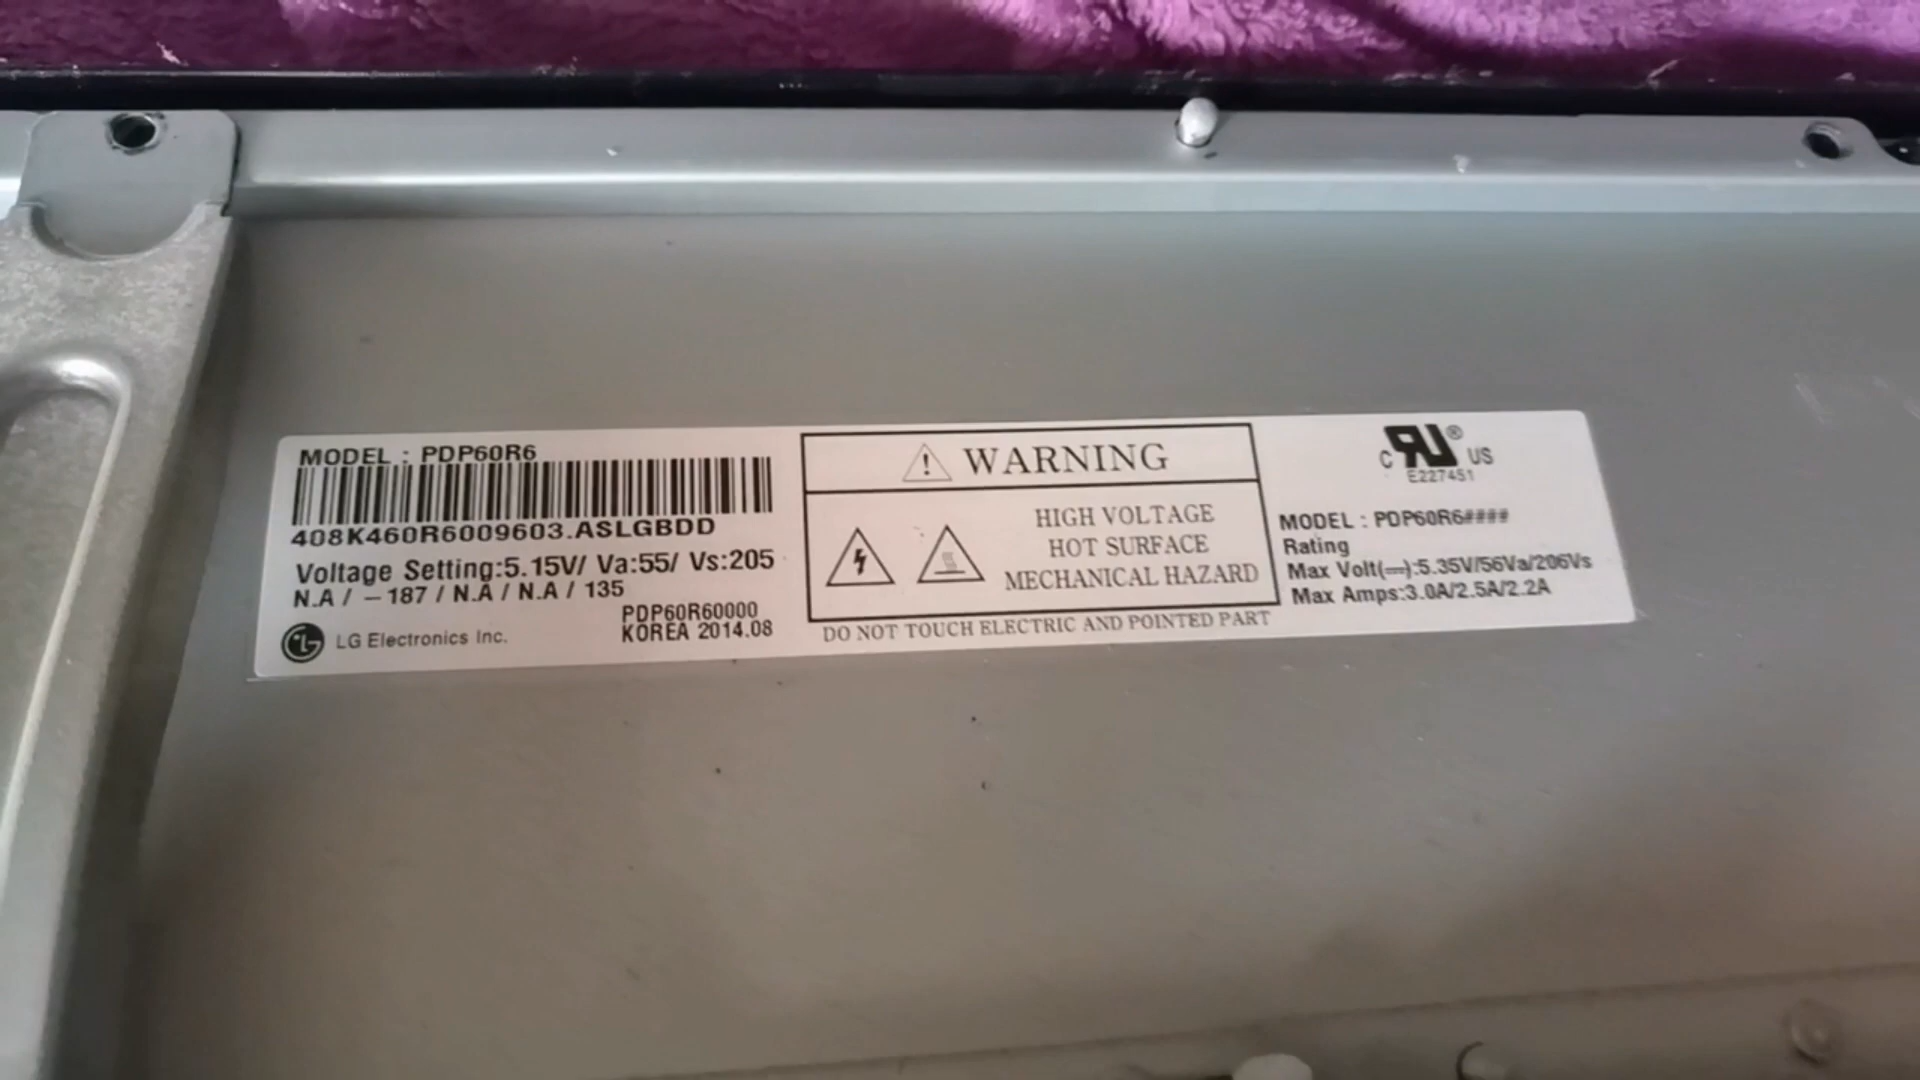 MODEL : PDP60R6
408K460R6009603.ASLGBDD
Voltage Setting:5.15V/ Va:55/ Vs:205
N.A / -187 / N.A / N.A / 135
PDP60R60000
KOREA 2014.08
LG Electronics Inc.
WARNING
HIGH VOLTAGE
HOT SURFACE
MECHANICAL HAZARD
DO NOT TOUCH ELECTRIC AND POINTED PART
C RU ® US
E227451
MODEL : PDP60R6####
Rating
Max Volt(⎓):5.35V/56Va/206Vs
Max Amps:3.0A/2.5A/2.2A